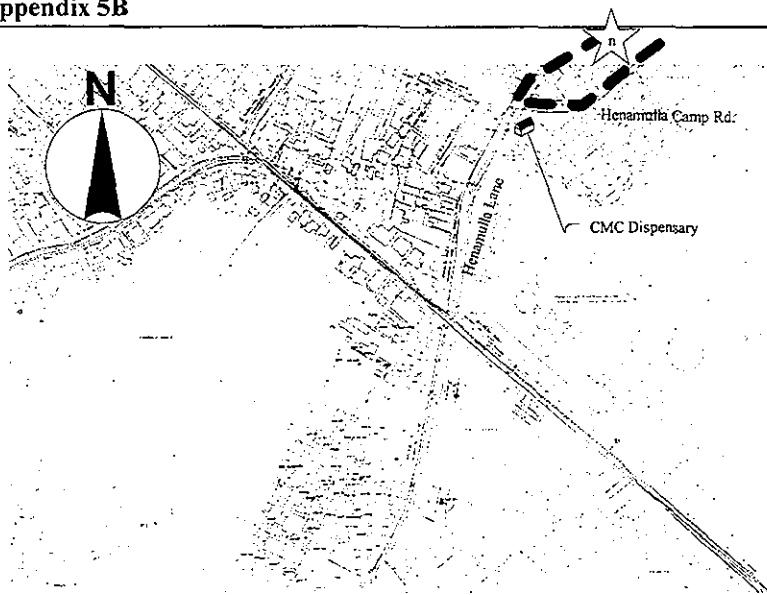 ppendix 5B
n
N
Henamulla Camp Rd.
CMC Dispensary
Henamulla Lane